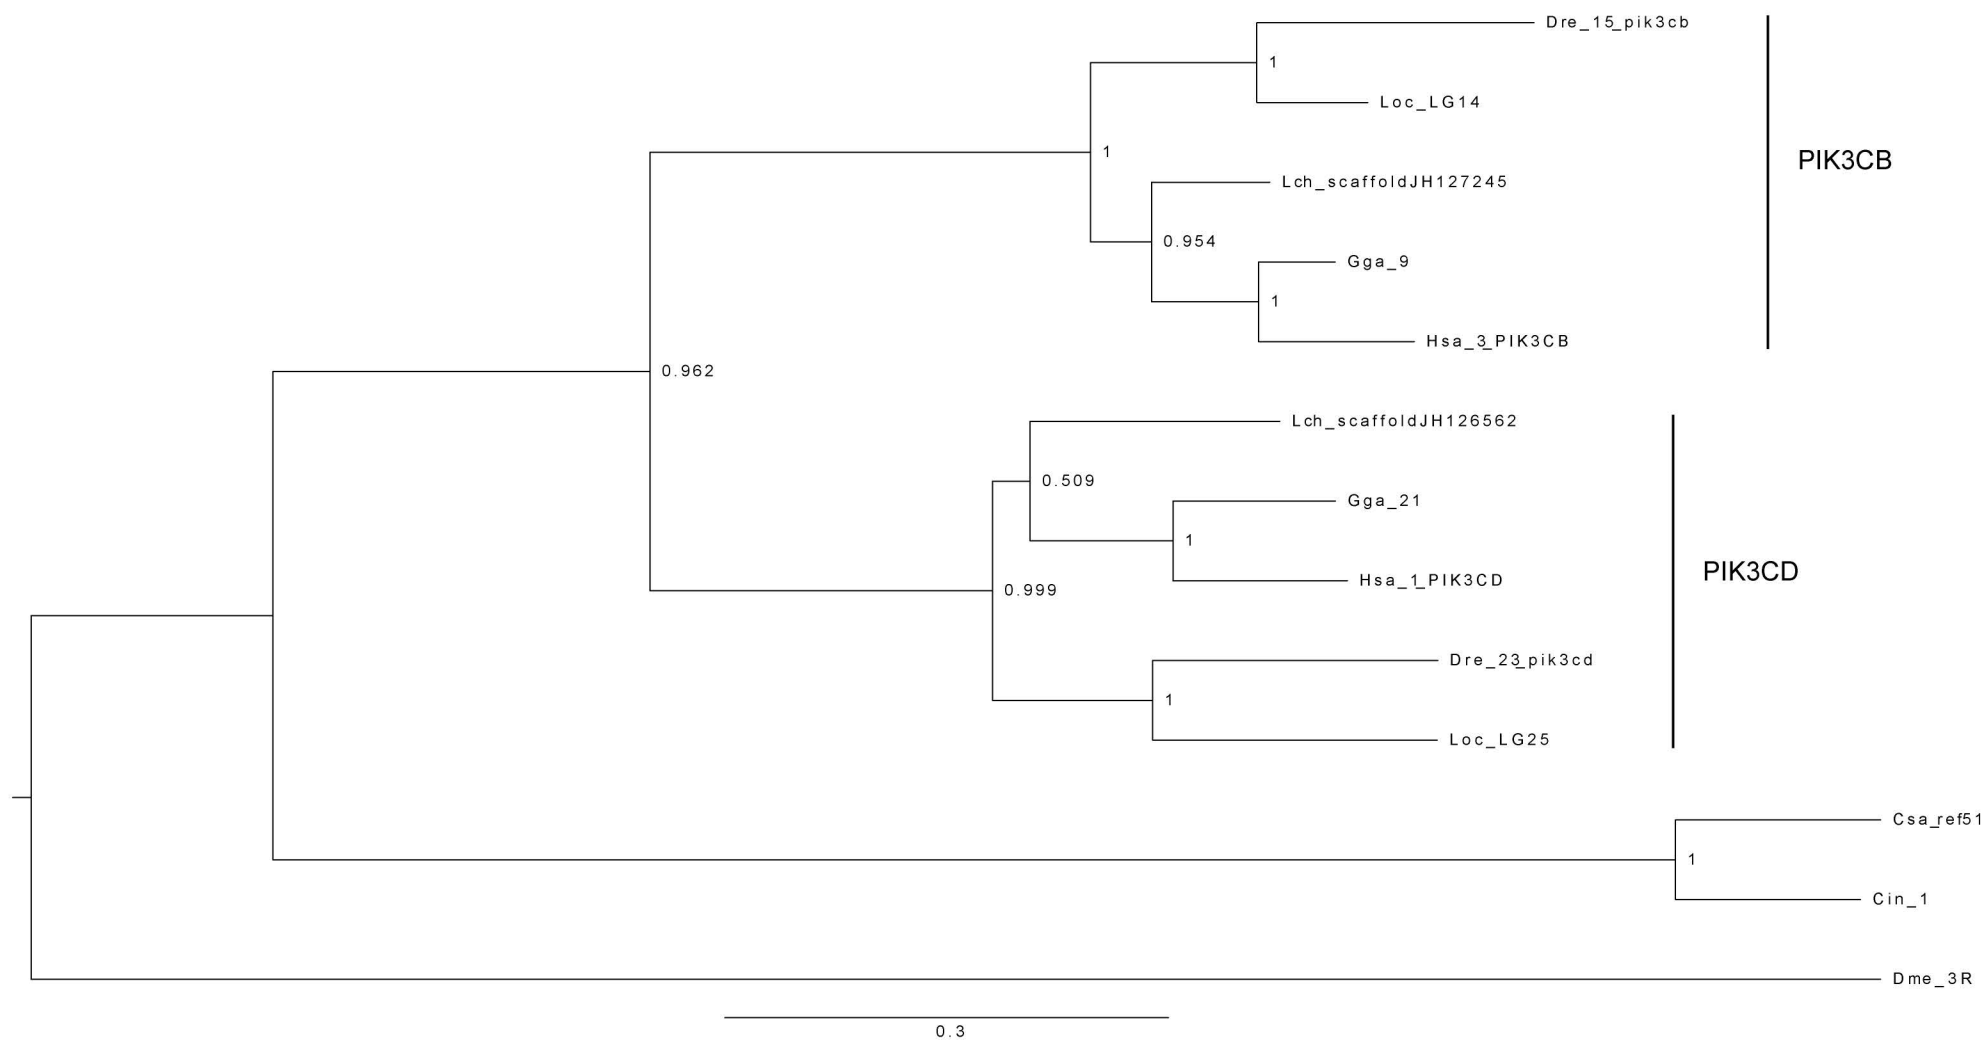 Dre_15_pik3cb
1
Loc_LG14
1
PIK3CB
Lch_scaffoldJH127245
0.954
Gga_9
1
Hsa_3_PIK3CB
0.962
Lch_scaffoldJH126562
0.509
Gga_21
1
PIK3CD
Hsa_1_PIK3CD
0.999
Dre_23_pik3cd
1
Loc_LG25
Csa_ref51
1
Cin_1
Dme_3R
0.3